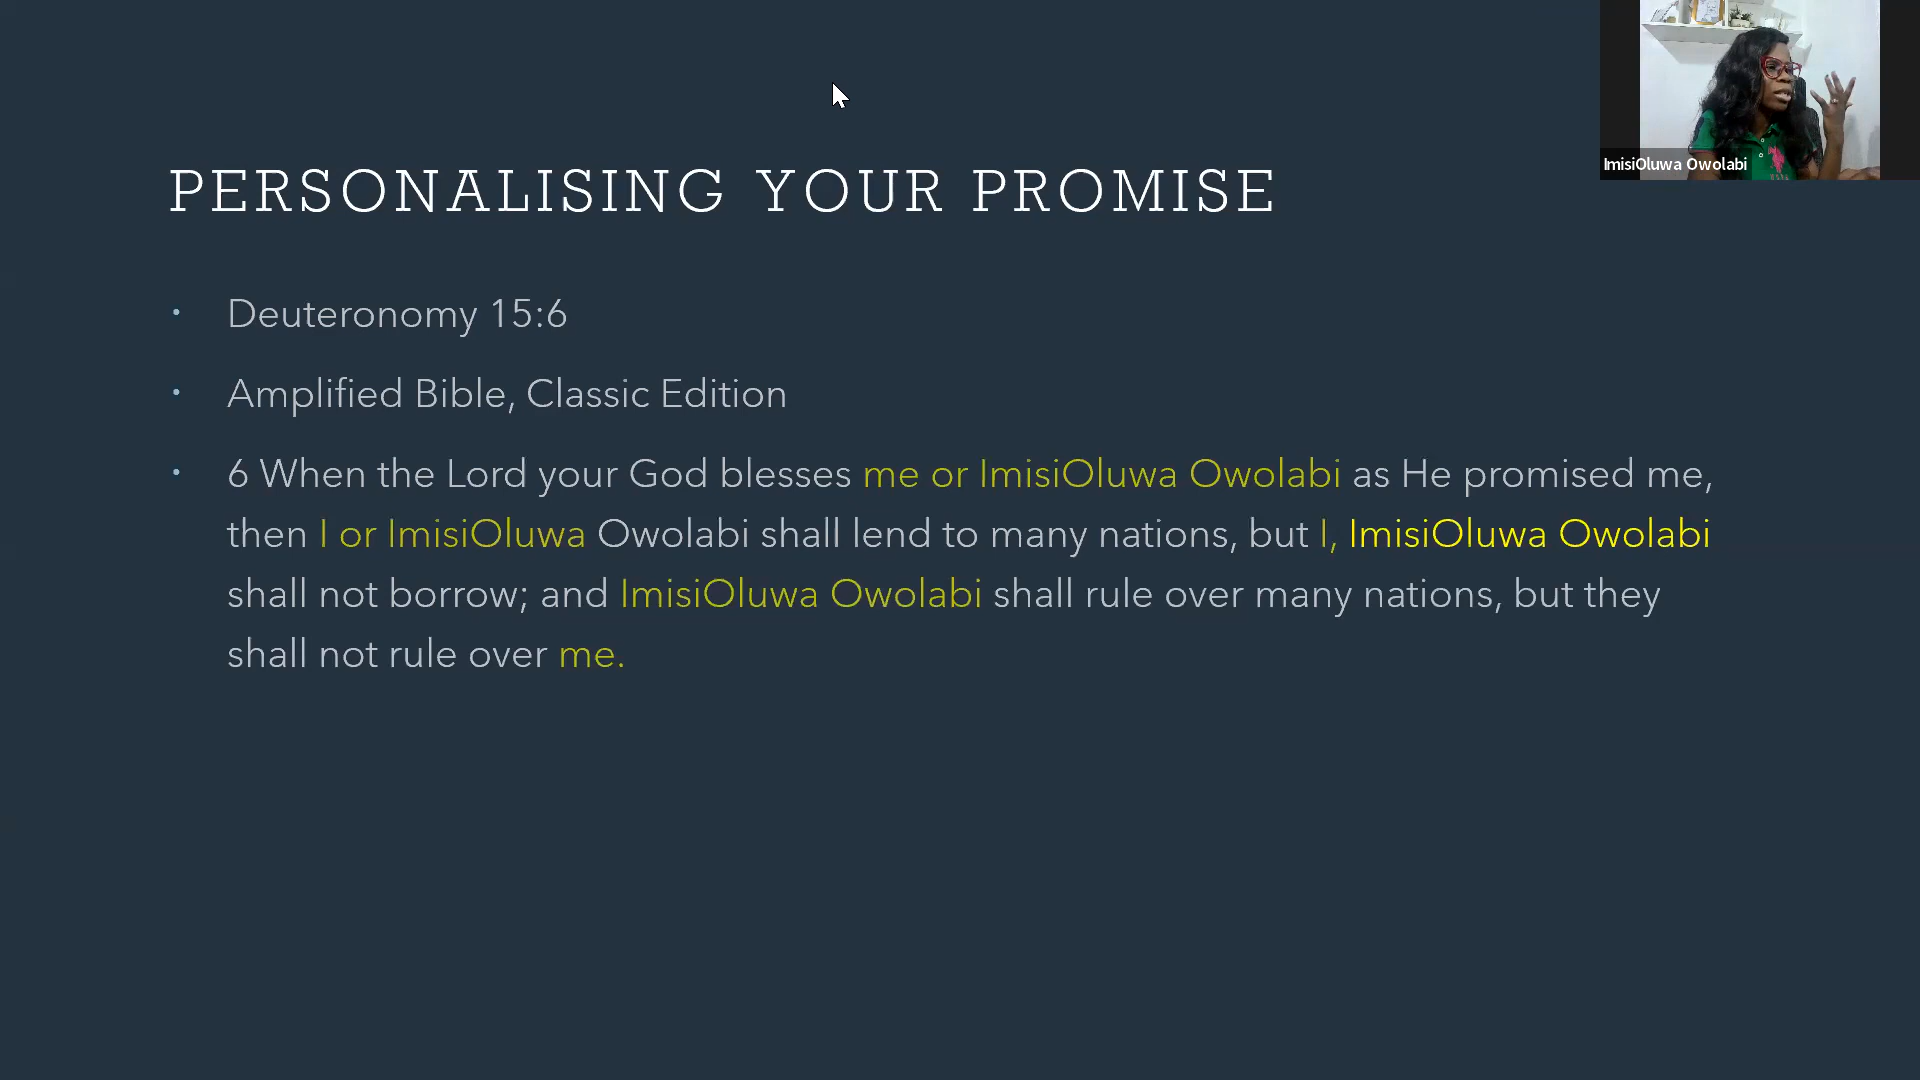 ImisiOluwa Owolabi
PERSONALISING YOUR PROMISE
• Deuteronomy 15:6
• Amplified Bible, Classic Edition
• 6 When the Lord your God blesses me or ImisiOluwa Owolabi as He promised me,
then I or ImisiOluwa Owolabi shall lend to many nations, but I, ImisiOluwa Owolabi
shall not borrow; and ImisiOluwa Owolabi shall rule over many nations, but they
shall not rule over me.